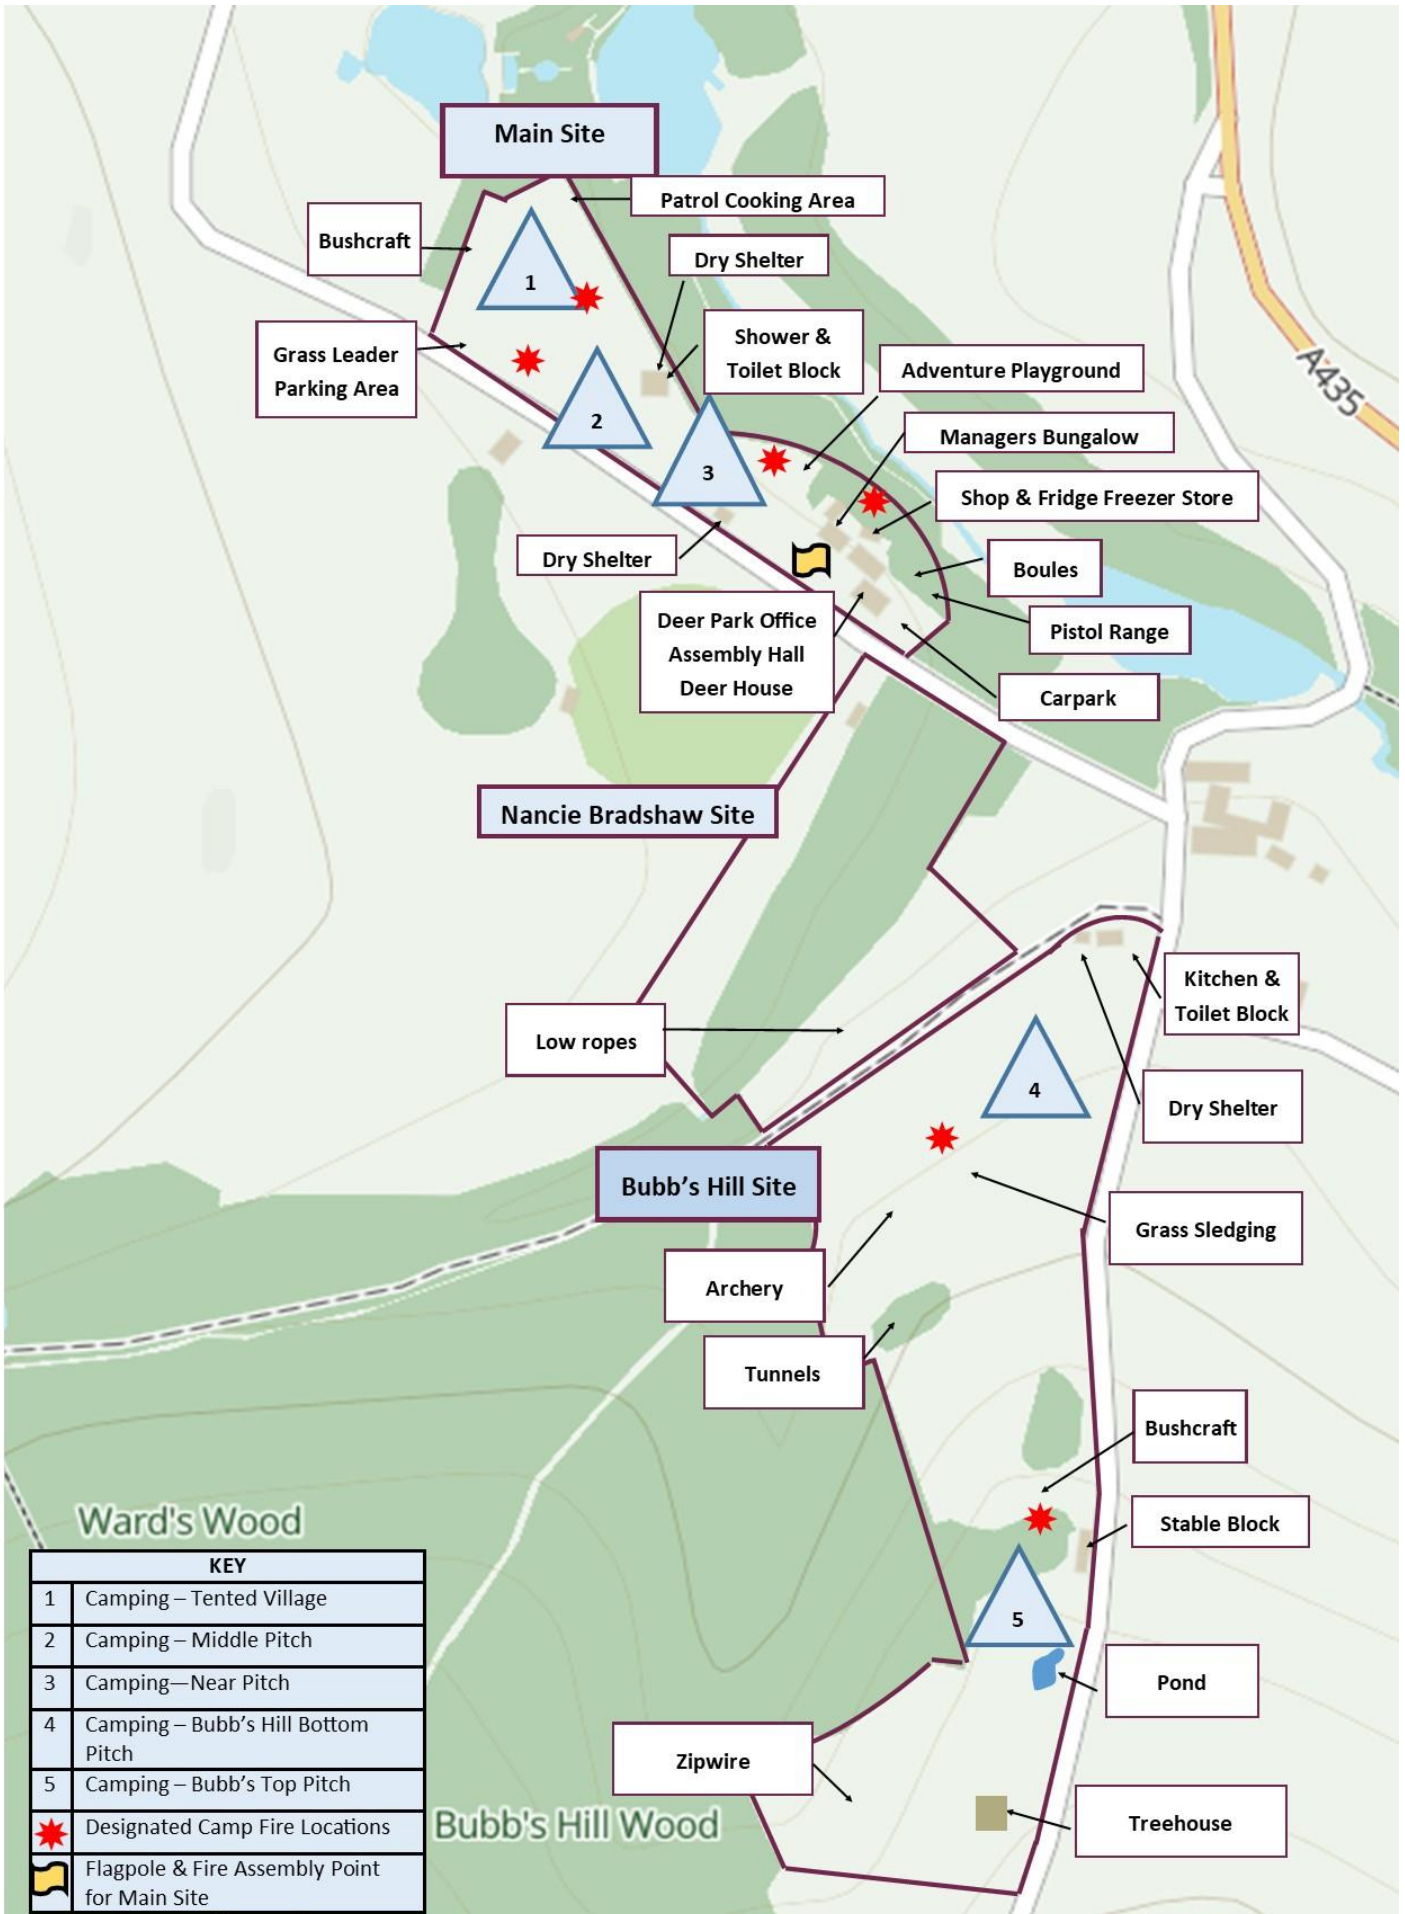 Main Site
Patrol Cooking Area
Bushcraft
Dry Shelter
1
Shower &
Toilet Block
Grass Leader
Parking Area
Adventure Playground
A435
2
Managers Bungalow
3
Shop & Fridge Freezer Store
Dry Shelter
Boules
Deer Park Office
Assembly Hall
Deer House
Pistol Range
Carpark
Nancie Bradshaw Site
Kitchen &
Toilet Block
Low ropes
4
Dry Shelter
Bubb's Hill Site
Grass Sledging
Archery
Tunnels
Bushcraft
Ward's Wood
Stable Block
5
Pond
Zipwire
Treehouse
Bubb's Hill Wood
KEY
1 Camping – Tented Village
2 Camping – Middle Pitch
3 Camping—Near Pitch
4 Camping – Bubb's Hill Bottom
Pitch
5 Camping – Bubb's Top Pitch
Designated Camp Fire Locations
Flagpole & Fire Assembly Point
for Main Site